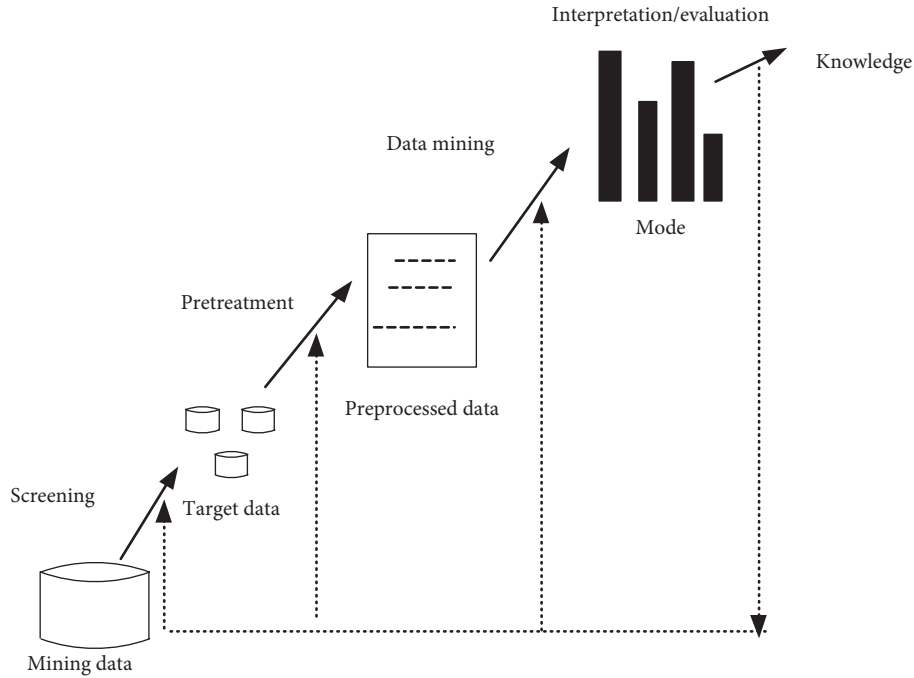 Interpretation/evaluation
Knowledge
Data mining
Mode
Pretreatment
Preprocessed data
Screening
Target data
Mining data